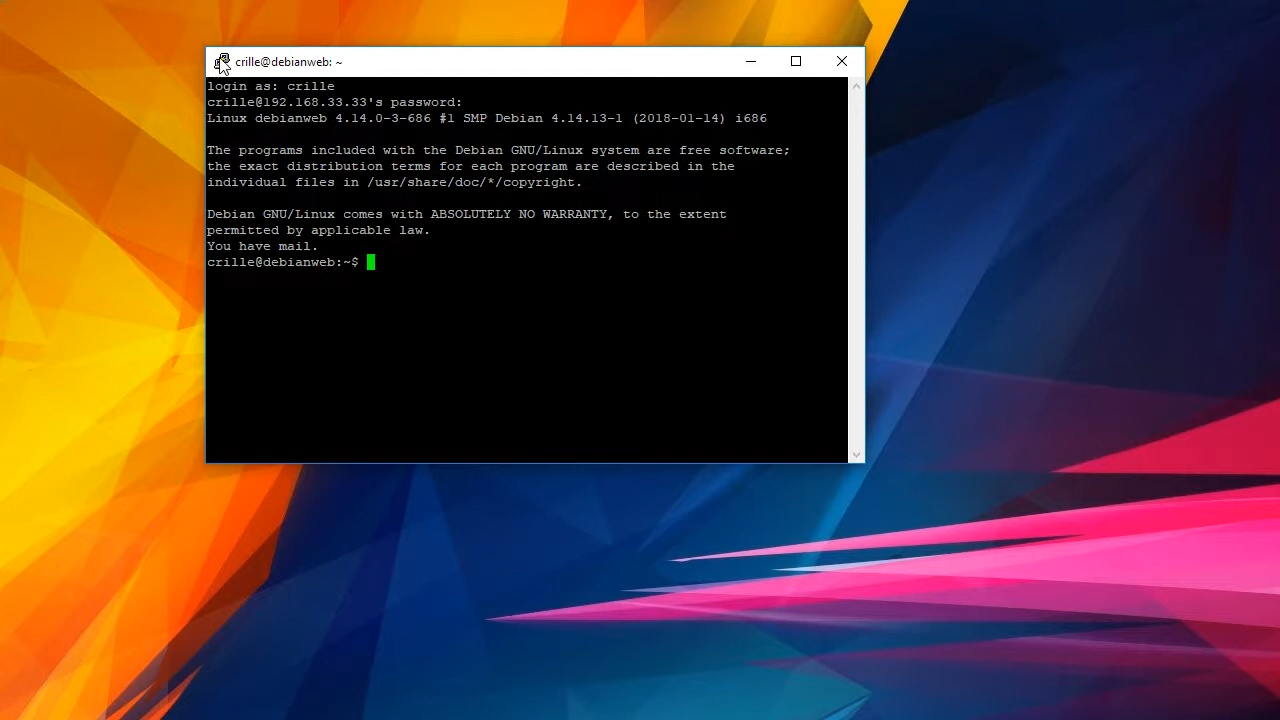 crille@debianweb: ~
login as: crille
crille@192.168.33.33's password:
Linux debianweb 4.14.0-3-686 #1 SMP Debian 4.14.13-1 (2018-01-14) i686
The programs included with the Debian GNU/Linux system are free software;
the exact distribution terms for each program are described in the
individual files in /usr/share/doc/*/copyright.
Debian GNU/Linux comes with ABSOLUTELY NO WARRANTY, to the extent
permitted by applicable law.
You have mail.
crille@debianweb:~$